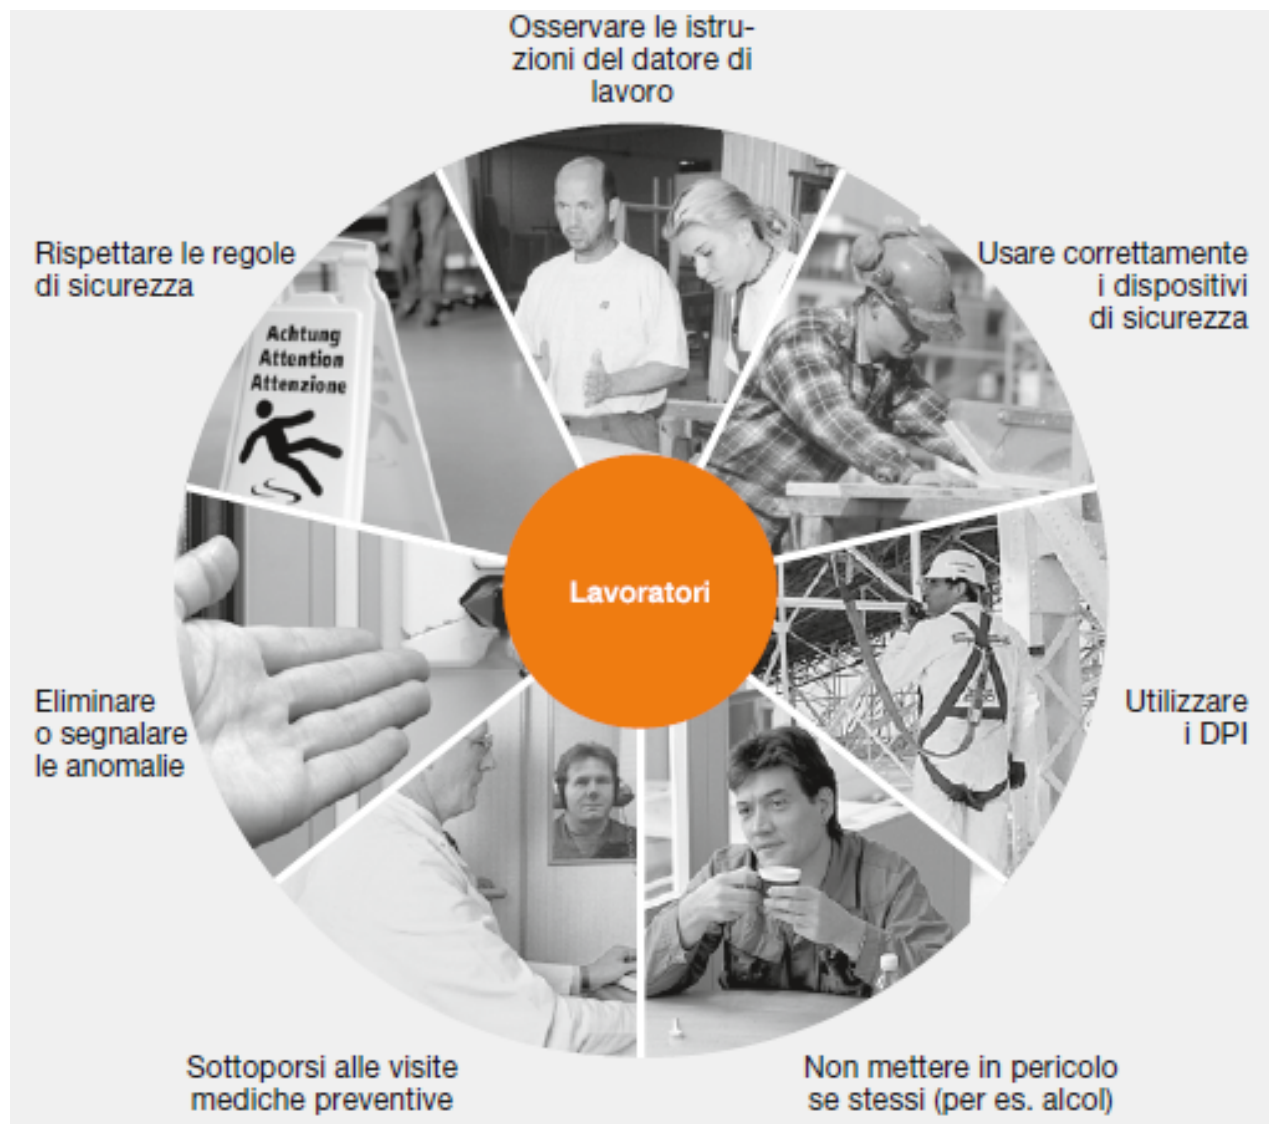 Osservare le istru-
zioni del datore di
lavoro
Rispettare le regole
di sicurezza
Usare correttamente
i dispositivi
di sicurezza
Achtung
Attention
Attenzione
Lavoratori
Eliminare
o segnalare
le anomalie
Utilizzare
i DPI
Sottoporsi alle visite
mediche preventive
Non mettere in pericolo
se stessi (per es. alcol)